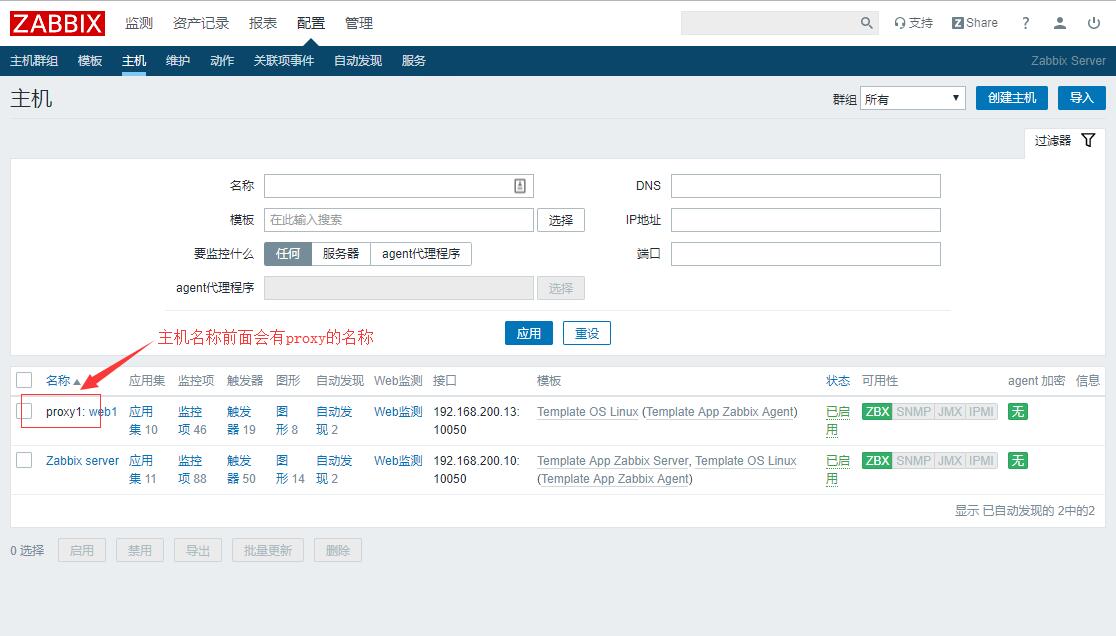 ZABBIX 监测 资产记录 报表 配置 管理 支持 Share ?
主机群组 模板 主机 维护 动作 关联项事件 自动发现 服务 Zabbix Server
主机 群组 所有 创建主机 导入
过滤器
名称 DNS
模板 在此输入搜索 选择 IP地址
要监控什么 任何 服务器 agent代理程序 端口
agent代理程序 选择
应用 重设
主机名称前面会有proxy的名称
名称 应用集 监控项 触发器 图形 自动发现 Web监测 接口 模板 状态 可用性 agent 加密 信息
proxy1: web1 应用 监控 触发 图 自动发 Web监测 192.168.200.13: Template OS Linux (Template App Zabbix Agent) 已启 ZBX SNMP JMX IPMI 无
集 10 项 46 器 19 形 8 现 2 10050 用
Zabbix server 应用 监控 触发 图 自动发 Web监测 192.168.200.10: Template App Zabbix Server, Template OS Linux 已启 ZBX SNMP JMX IPMI 无
集 11 项 88 器 50 形 14 现 2 10050 (Template App Zabbix Agent) 用
显示 已自动发现的 2中的2
0 选择 启用 禁用 导出 批量更新 删除